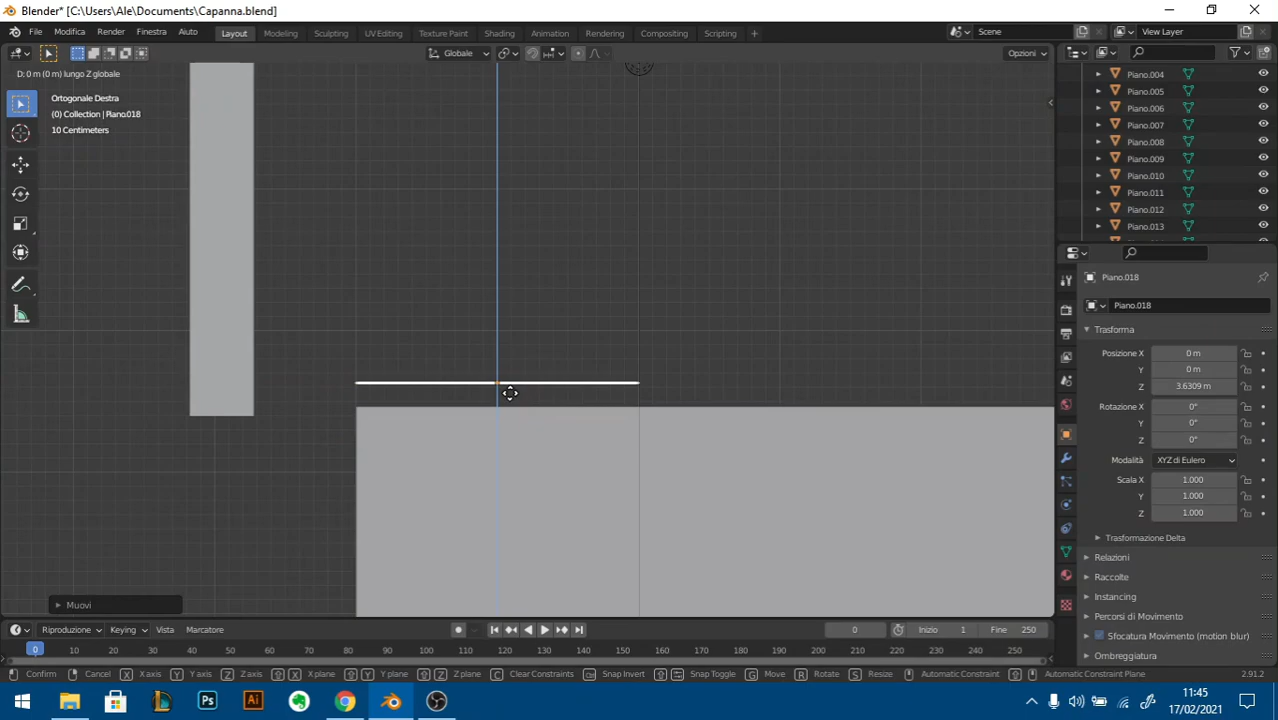 Blender* [C:\Users\Ale\Documents\Capanna.blend]
File Modifica Render Finestra Aiuto Layout Modeling Sculpting UV Editing Texture Paint Shading Animation Rendering Compositing Scripting + Scene View Layer
Globale Opzioni
D: 0 m (0 m) lungo Z globale
Ortogonale Destra
(0) Collection | Piano.018
10 Centimeters
Piano.004
Piano.005
Piano.006
Piano.007
Piano.008
Piano.009
Piano.010
Piano.011
Piano.012
Piano.013
Piano.018
Piano.018
Trasforma
Posizione X 0 m
Y 0 m
Z 3.6309 m
Rotazione X 0°
Y 0°
Z 0°
Modalità XYZ di Eulero
Scala X 1.000
Y 1.000
Z 1.000
Trasformazione Delta
Relazioni
Raccolte
Instancing
Percorsi di Movimento
Sfocatura Movimento (motion blur)
Ombreggiatura
Muovi
Riproduzione Keying Vista Marcatore 0 Inizio 1 Fine 250
0 10 20 30 40 50 60 70 80 90 100 110 120 130 140 150 160 170 180 190 200 210 220 230 240 250
Confirm Cancel X X axis Y Y axis Z Z axis X X plane Y Y plane Z Z plane C Clear Constraints Snap Invert Snap Toggle G Move R Rotate S Resize Automatic Constraint Automatic Constraint Plane 2.91.2
Ps Ai
11:45
17/02/2021